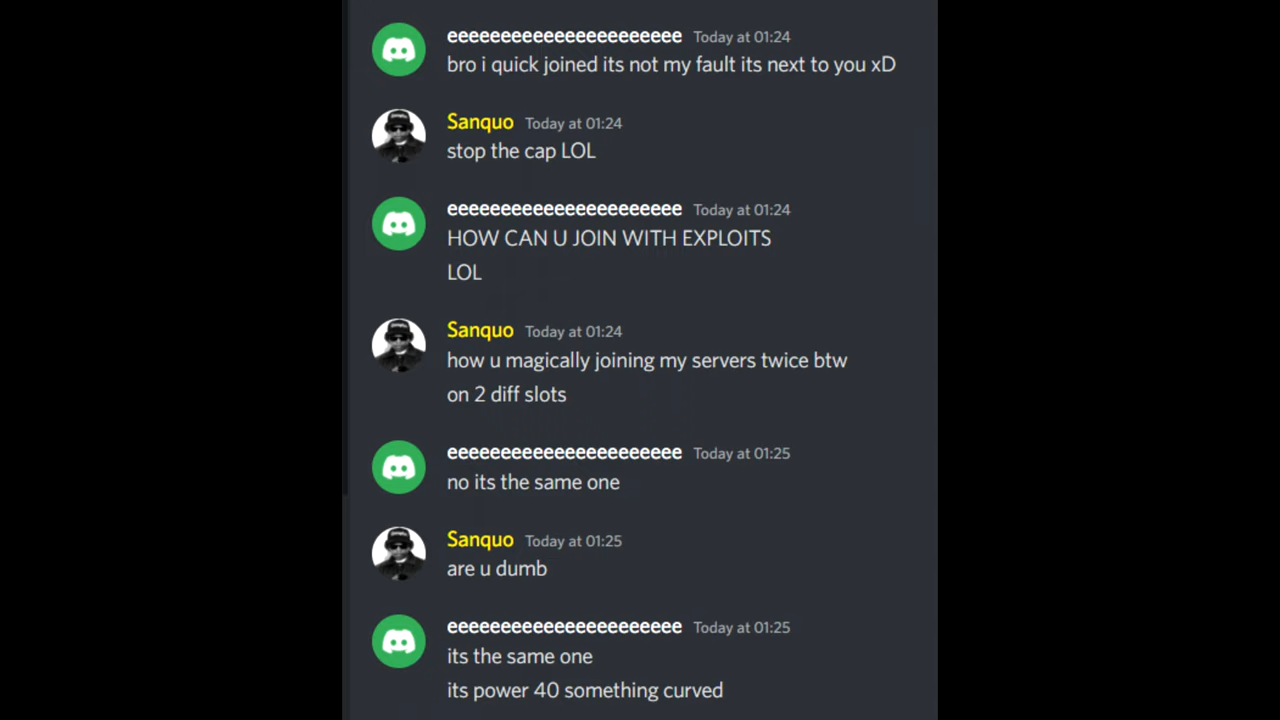 eeeeeeeeeeeeeeeeeeeeee Today at 01:24
bro i quick joined its not my fault its next to you xD
Sanquo Today at 01:24
stop the cap LOL
eeeeeeeeeeeeeeeeeeeeee Today at 01:24
HOW CAN U JOIN WITH EXPLOITS
LOL
Sanquo Today at 01:24
how u magically joining my servers twice btw
on 2 diff slots
eeeeeeeeeeeeeeeeeeeeee Today at 01:25
no its the same one
Sanquo Today at 01:25
are u dumb
eeeeeeeeeeeeeeeeeeeeee Today at 01:25
its the same one
its power 40 something curved